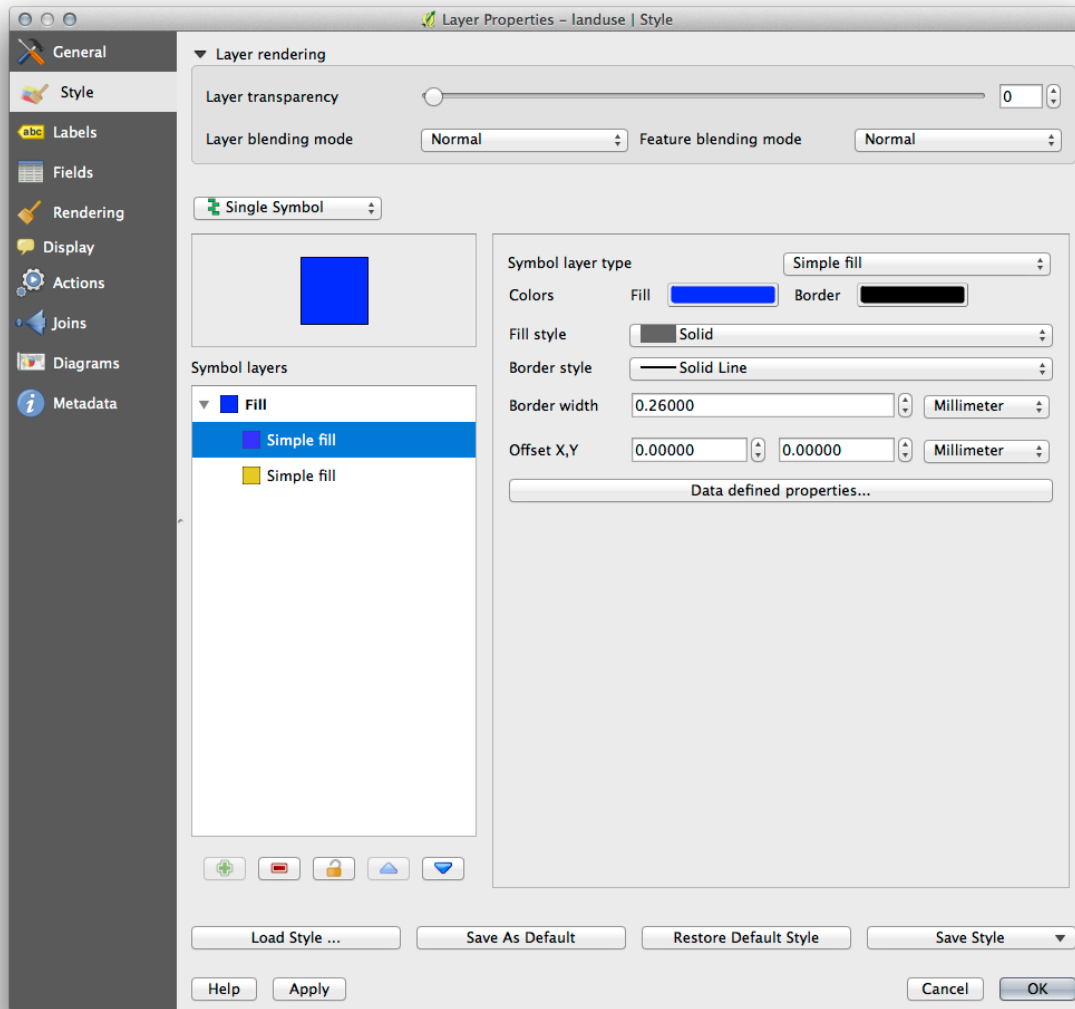 Layer Properties - landuse | Style
General
Style
abc Labels
Fields
Rendering
Display
Actions
Joins
Diagrams
i Metadata
Layer rendering
Layer transparency 0
Layer blending mode Normal Feature blending mode Normal
Single Symbol
Symbol layers
Fill
Simple fill
Simple fill
Symbol layer type Simple fill
Colors Fill Border
Fill style Solid
Border style Solid Line
Border width 0.26000 Millimeter
Offset X,Y 0.00000 0.00000 Millimeter
Data defined properties...
Load Style ... Save As Default Restore Default Style Save Style
Help Apply Cancel OK